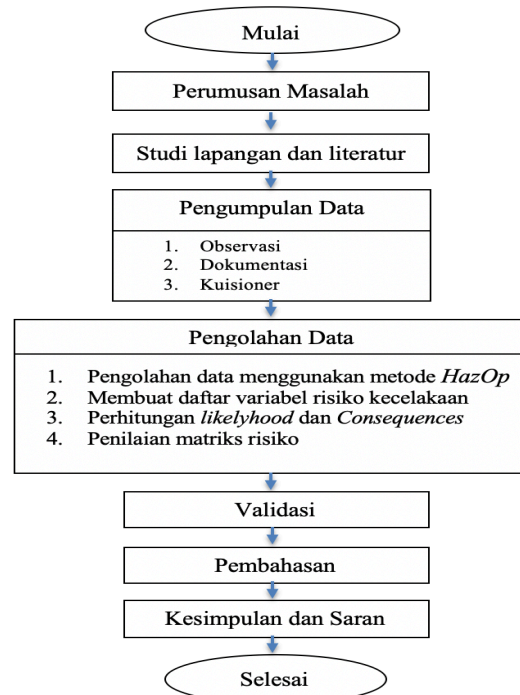 Mulai
Perumusan Masalah
Studi lapangan dan literatur
Pengumpulan Data
1. Observasi
2. Dokumentasi
3. Kuisioner
Pengolahan Data
1. Pengolahan data menggunakan metode HazOp
2. Membuat daftar variabel risiko kecelakaan
3. Perhitungan likelyhood dan Consequences
4. Penilaian matriks risiko
Validasi
Pembahasan
Kesimpulan dan Saran
Selesai